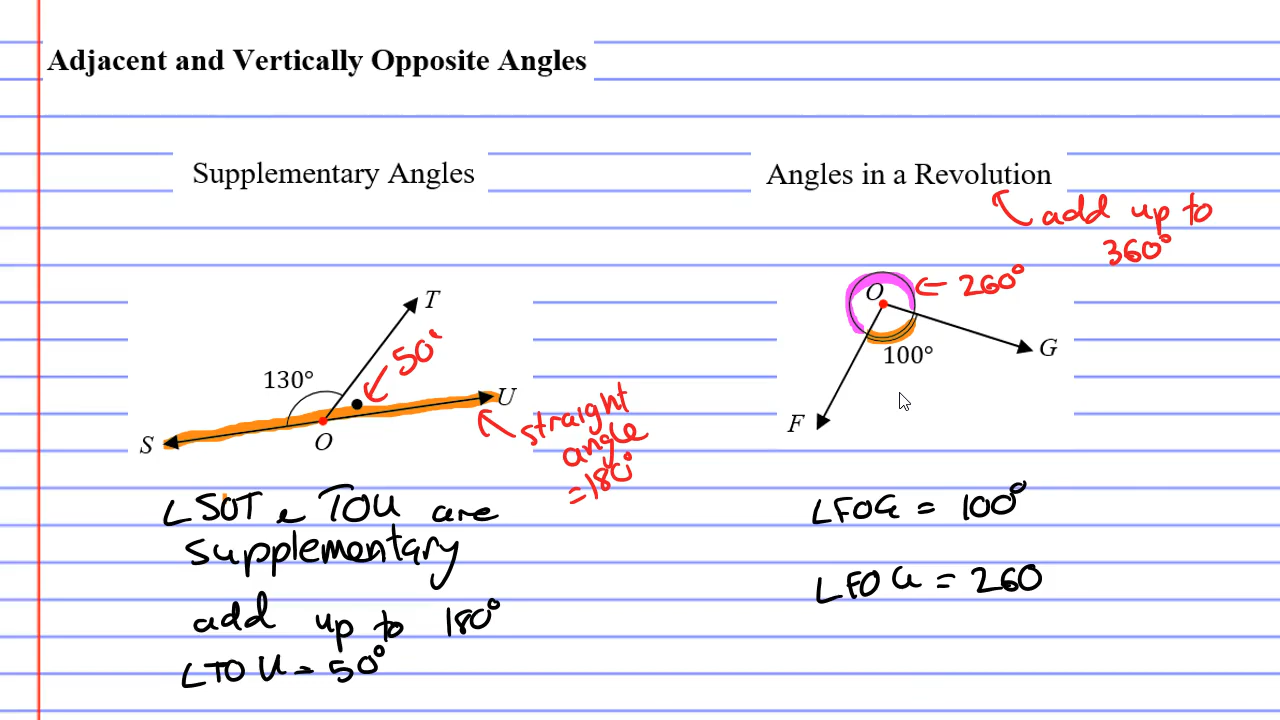 Adjacent and Vertically Opposite Angles
Supplementary Angles
T
130°
50°
U
S
O
straight
angle
=180°
∠SOT & TOU are
supplementary
add up to 180°
∠TOU = 50°
Angles in a Revolution
add up to
360°
O
260°
100°
G
F
∠FOG = 100°
∠FOG = 260